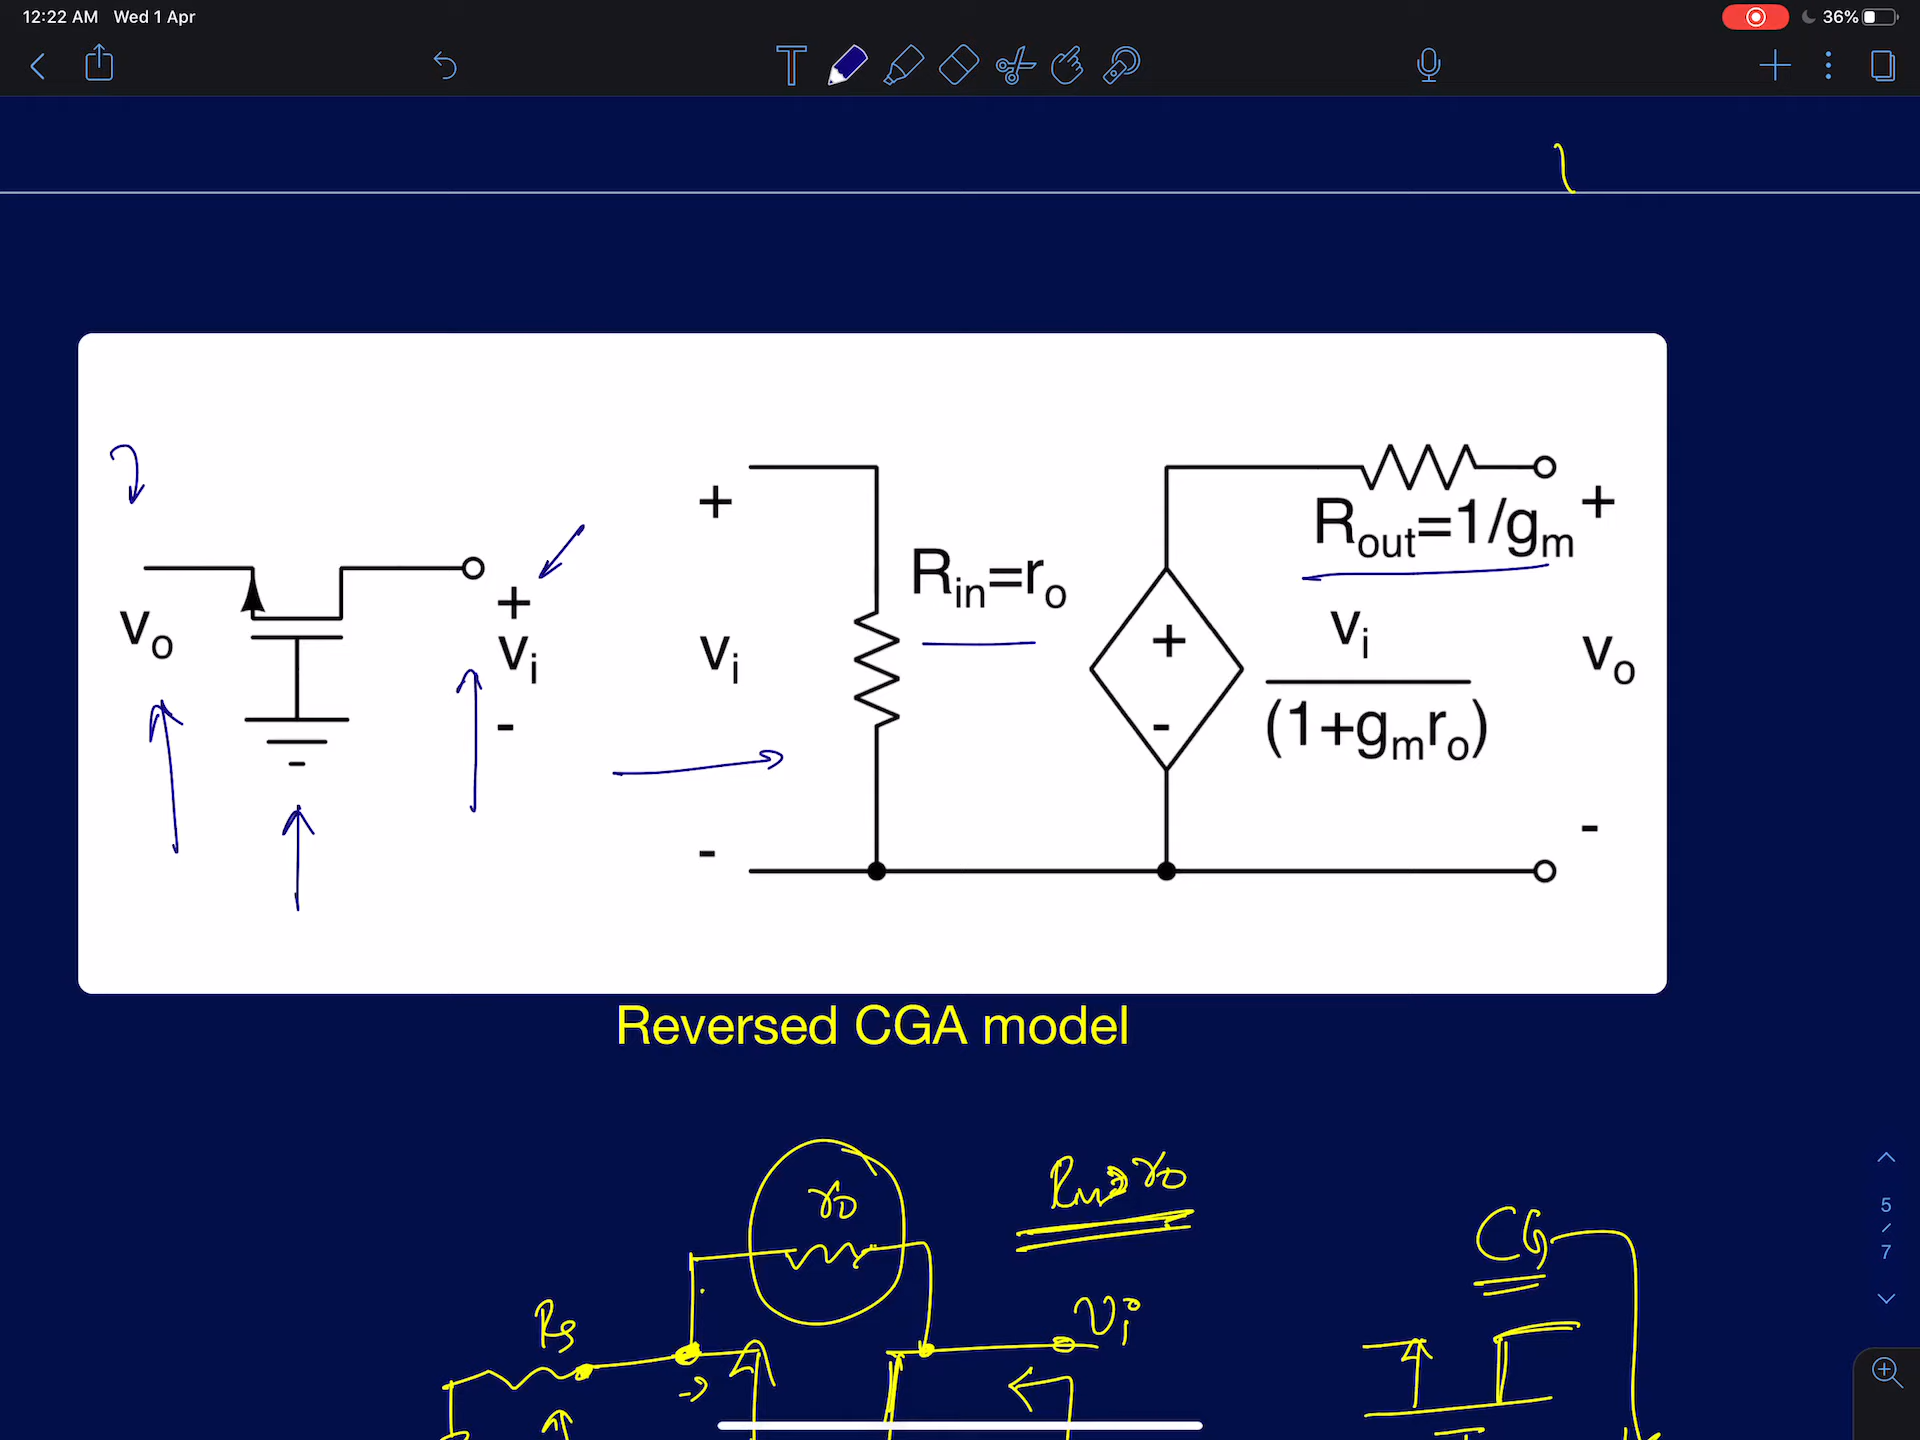 12:22 AM Wed 1 Apr
36%
T
+
Rout=1/gm
+
Rin=ro
+
vo
vi
-
vi
+
-
vi
(1+gmro)
vo
-
-
Reversed CGA model
ro
CG
Rs
vi
5
/
7